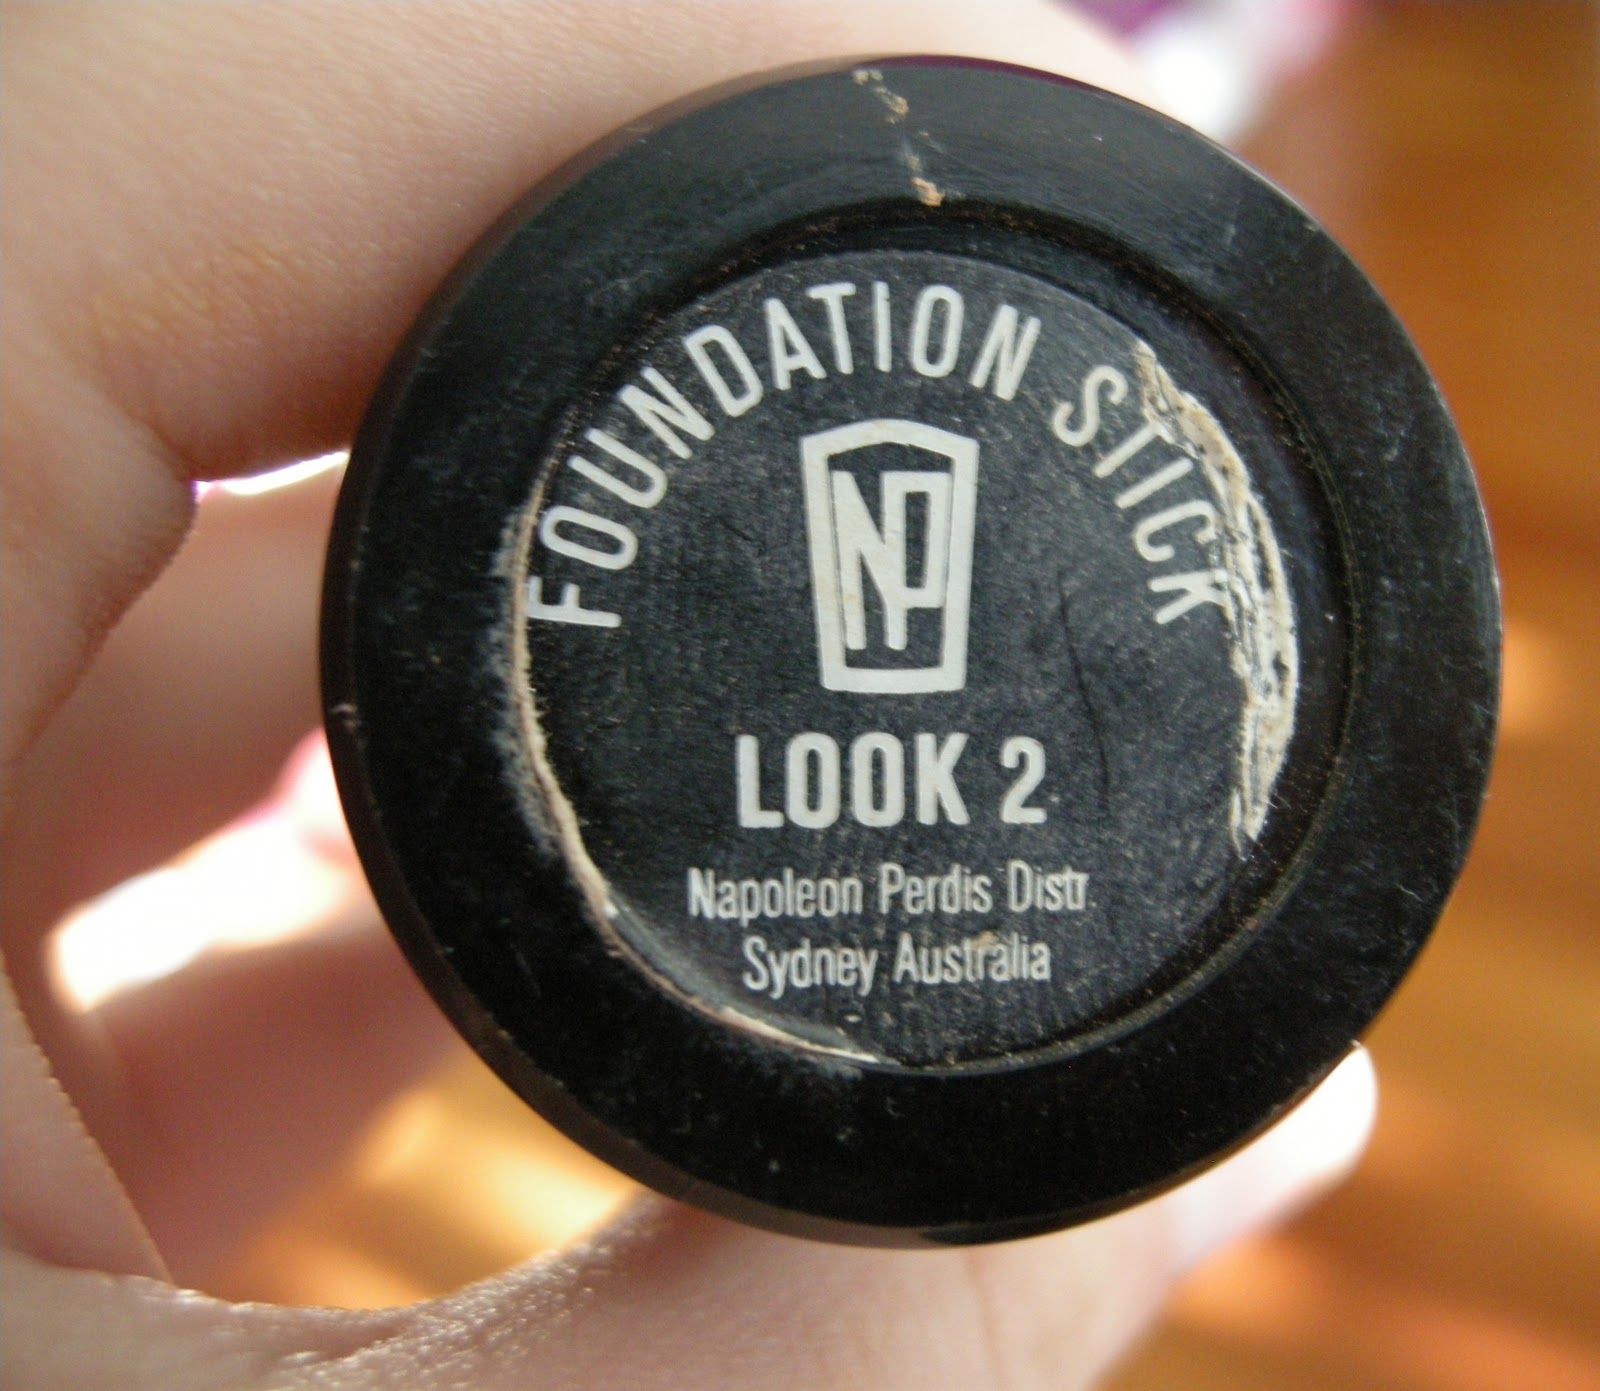 FOUNDATION STICK
NP
LOOK 2
Napoleon Perdis Distr.
Sydney Australia